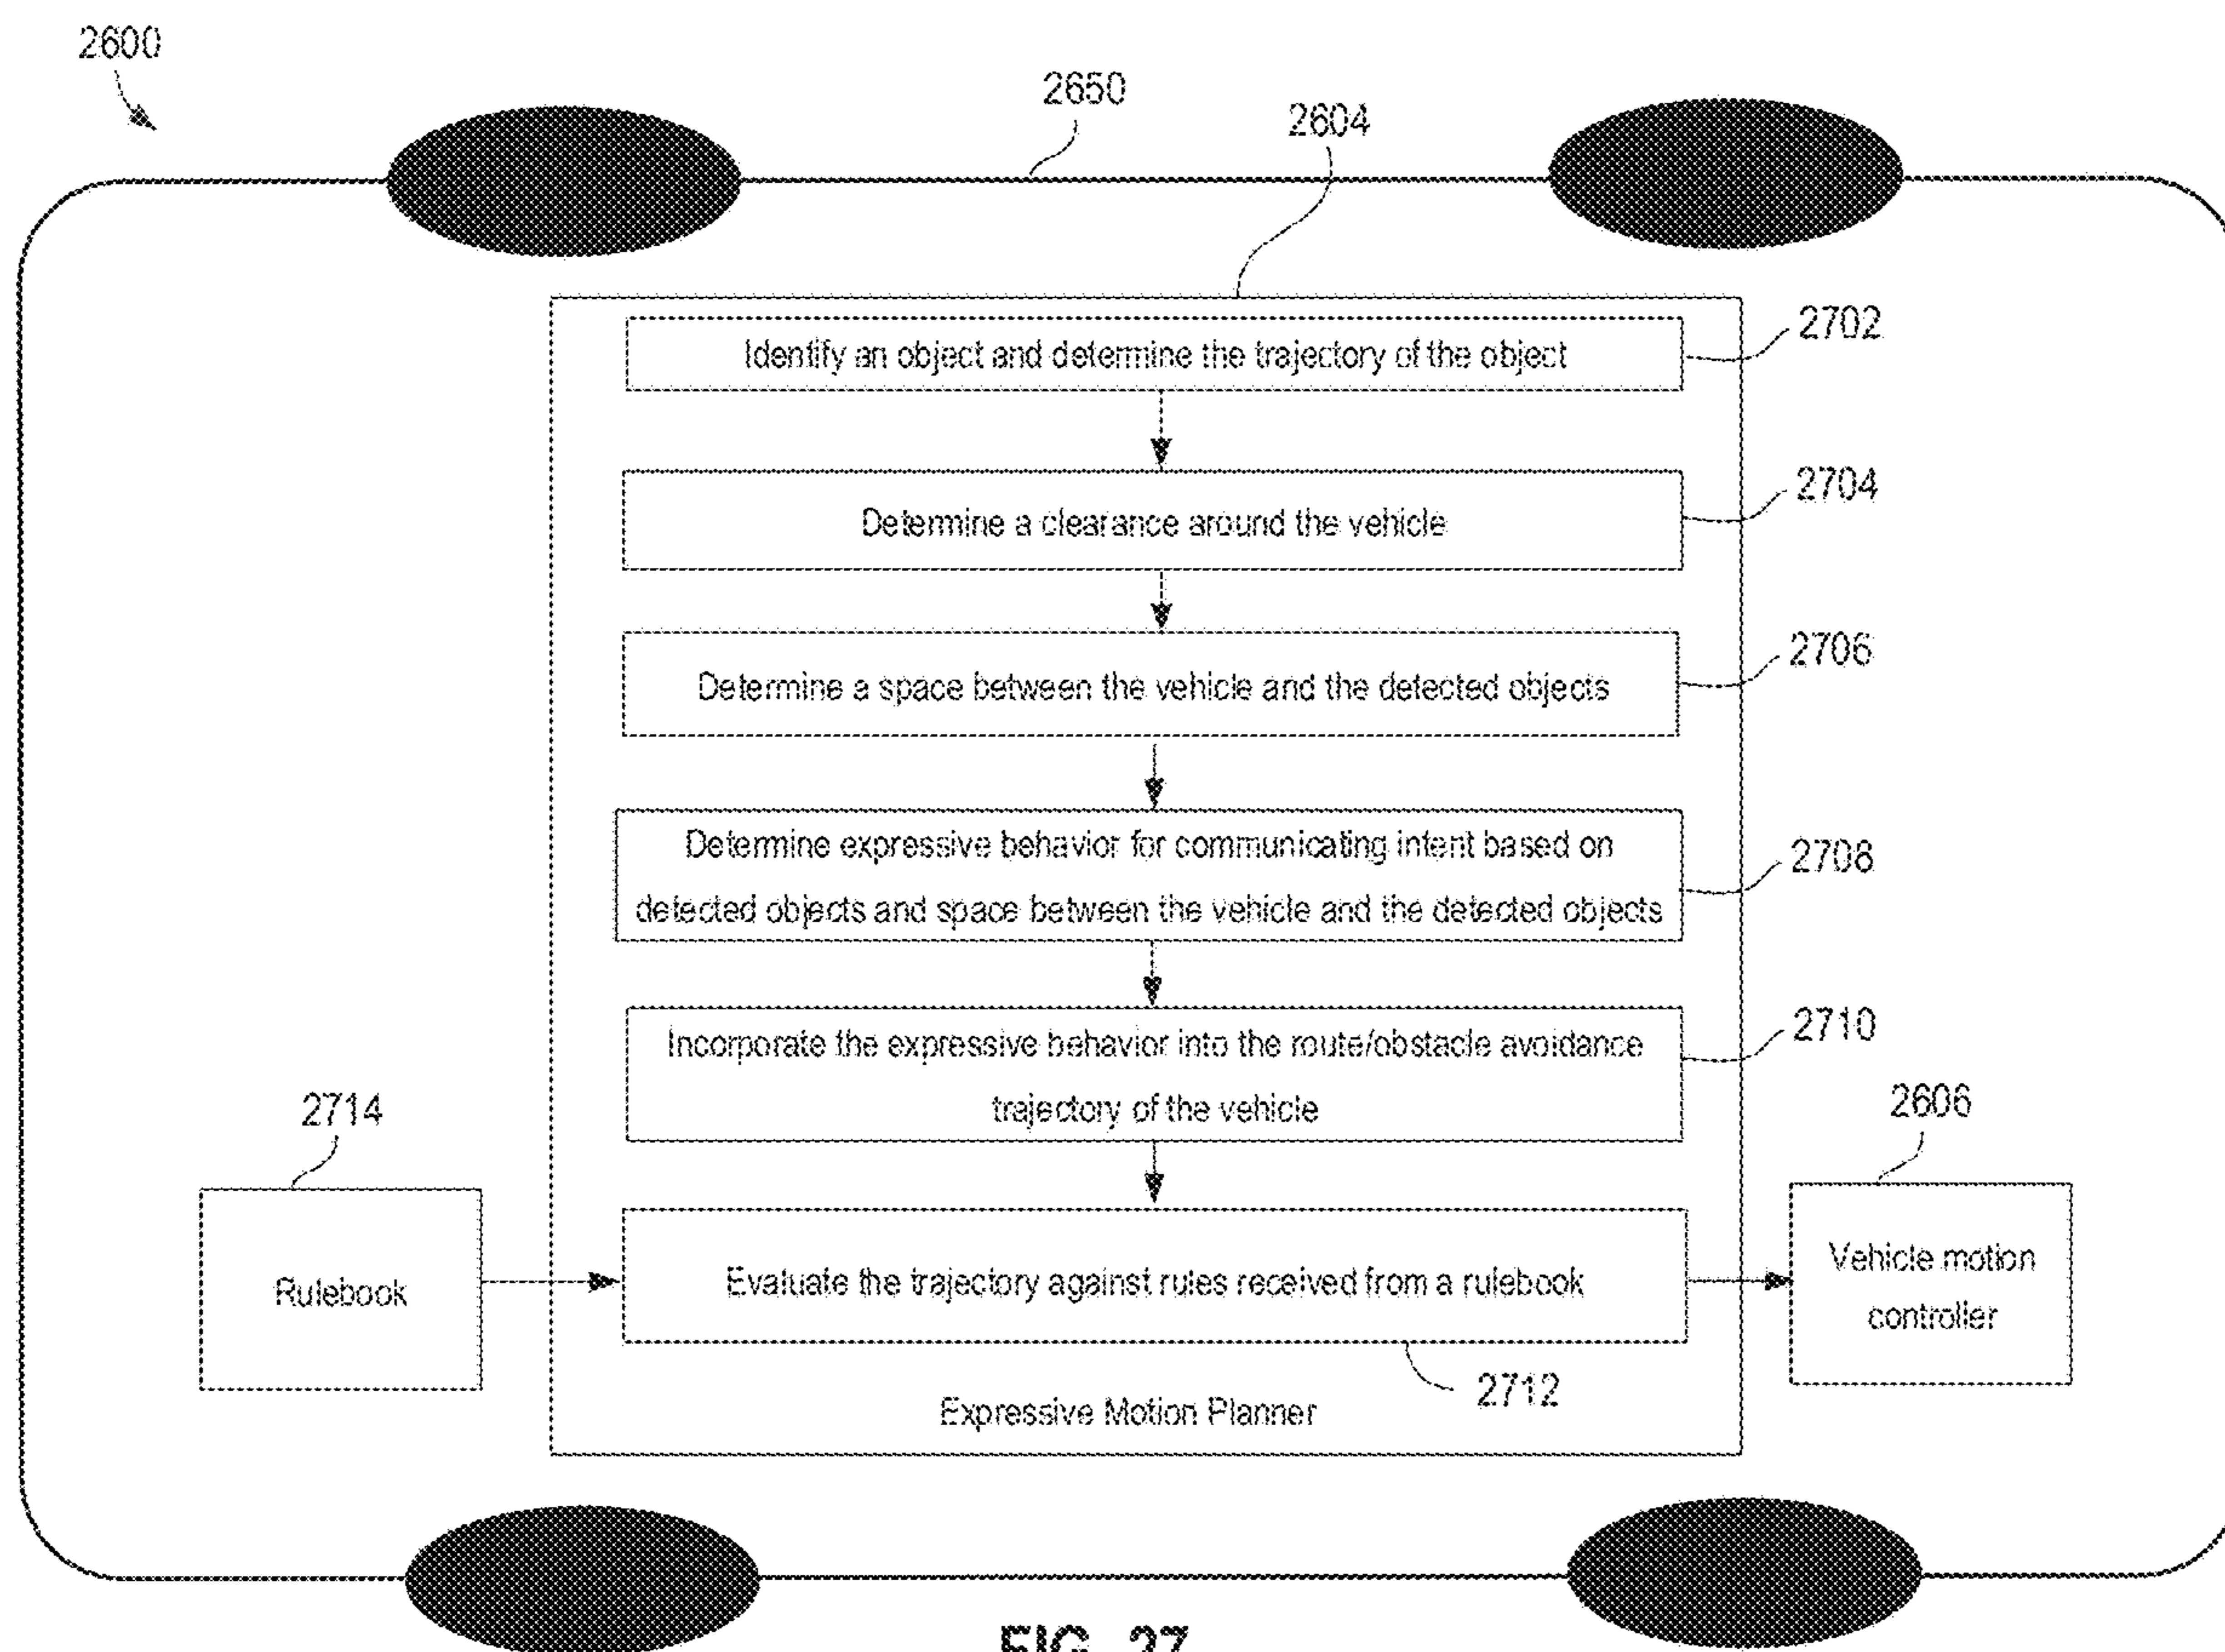 2600
2650
2604
Identify an object and determine the trajectory of the object
2702
Determine a clearance around the vehicle
2704
Determine a space between the vehicle and the detected objects
2706
Determine expressive behavior for communicating intent based on
detected objects and space between the vehicle and the detected objects
2708
Incorporate the expressive behavior into the route/obstacle avoidance
trajectory of the vehicle
2710
2714
Rulebook
Evaluate the trajectory against rules received from a rulebook
2712
2606
Vehicle motion
controller
Expressive Motion Planner
FIG. 27